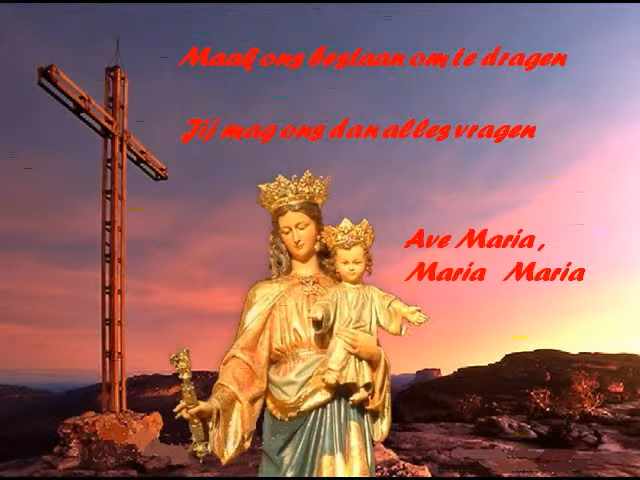 Maak ons bestaan om te dragen
Jij mag ons dan alles vragen
Ave Maria ,
Maria Maria